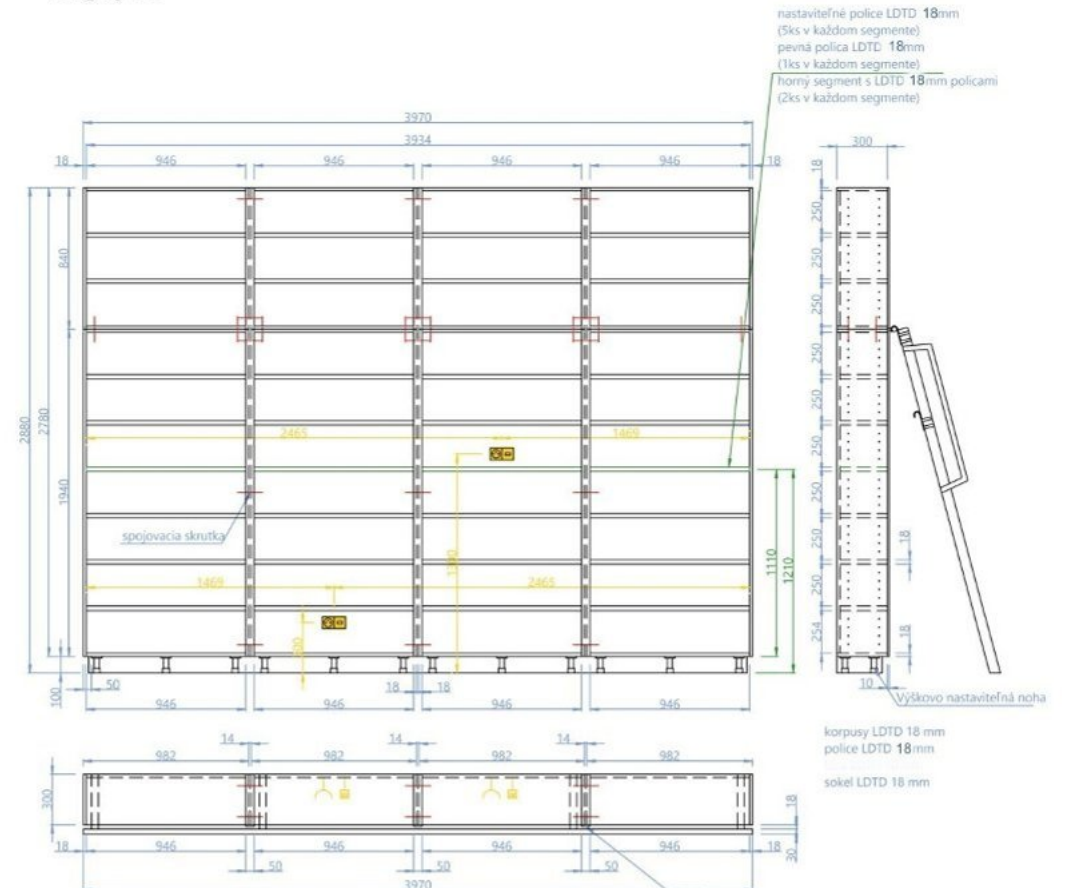 nastaviteľné police LDTD 18mm
(5ks v každom segmente)
pevná polica LDTD 18mm
(1ks v každom segmente)
horný segment s LDTD 18mm policami
(2ks v každom segmente)
3970
3934
18 946 946 946 946 18
300
18
250
250
250
250
250
250
250
250
254
18
18
10
840
1940
2780
2880
2465 1469
1469 2465
spojovacia skrutka
1110
1210
100
50
18 18
946 946 946 946
Výškovo nastaviteľná noha
korpusy LDTD 18 mm
police LDTD 18mm
sokel LDTD 18 mm
14 14 14
982 982 982 982
300
18
30
18 946 946 946 946 18
50 50 50
3970